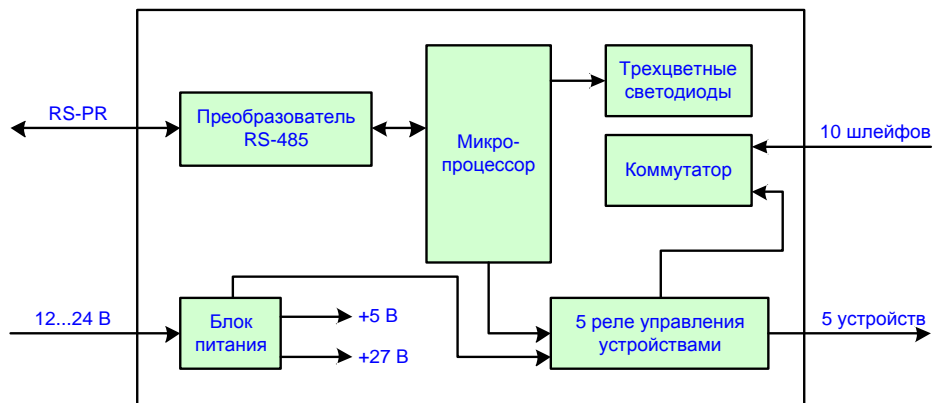 RS-PR
Преобразователь
RS-485
Микро-
процессор
Трехцветные
светодиоды
Коммутатор
10 шлейфов
12...24 В
Блок
питания
+5 В
+27 В
5 реле управления
устройствами
5 устройств